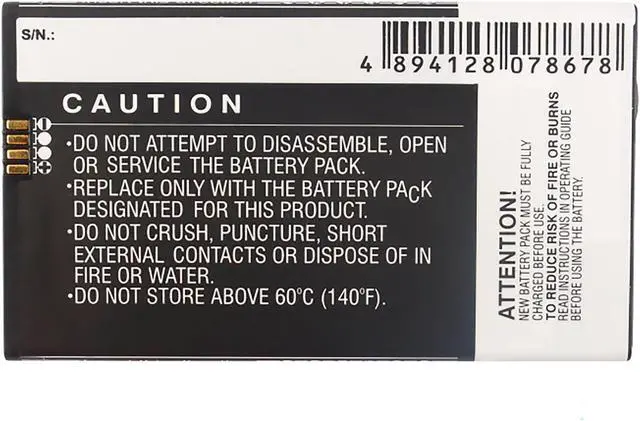 S/N.:
4 894128 078678
CAUTION
•DO NOT ATTEMPT TO DISASSEMBLE, OPEN
OR SERVICE THE BATTERY PACK.
•REPLACE ONLY WITH THE BATTERY PACK
DESIGNATED FOR THIS PRODUCT.
•DO NOT CRUSH, PUNCTURE, SHORT
EXTERNAL CONTACTS OR DISPOSE OF IN
FIRE OR WATER.
•DO NOT STORE ABOVE 60°C (140°F).
ATTENTION!
NEW BATTERY PACK MUST BE FULLY
CHARGED BEFORE USE.
TO REDUCE RISK OF FIRE OR BURNS
READ INSTRUCTIONS IN OPERATING GUIDE
BEFORE USING THE BATTERY.